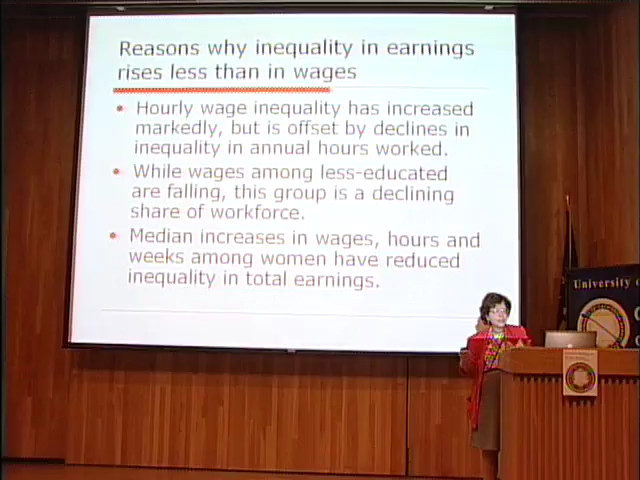 Reasons why inequality in earnings
rises less than in wages
Hourly wage inequality has increased
markedly, but is offset by declines in
inequality in annual hours worked.
While wages among less-educated
are falling, this group is a declining
share of workforce.
Median increases in wages, hours and
weeks among women have reduced
inequality in total earnings.
University